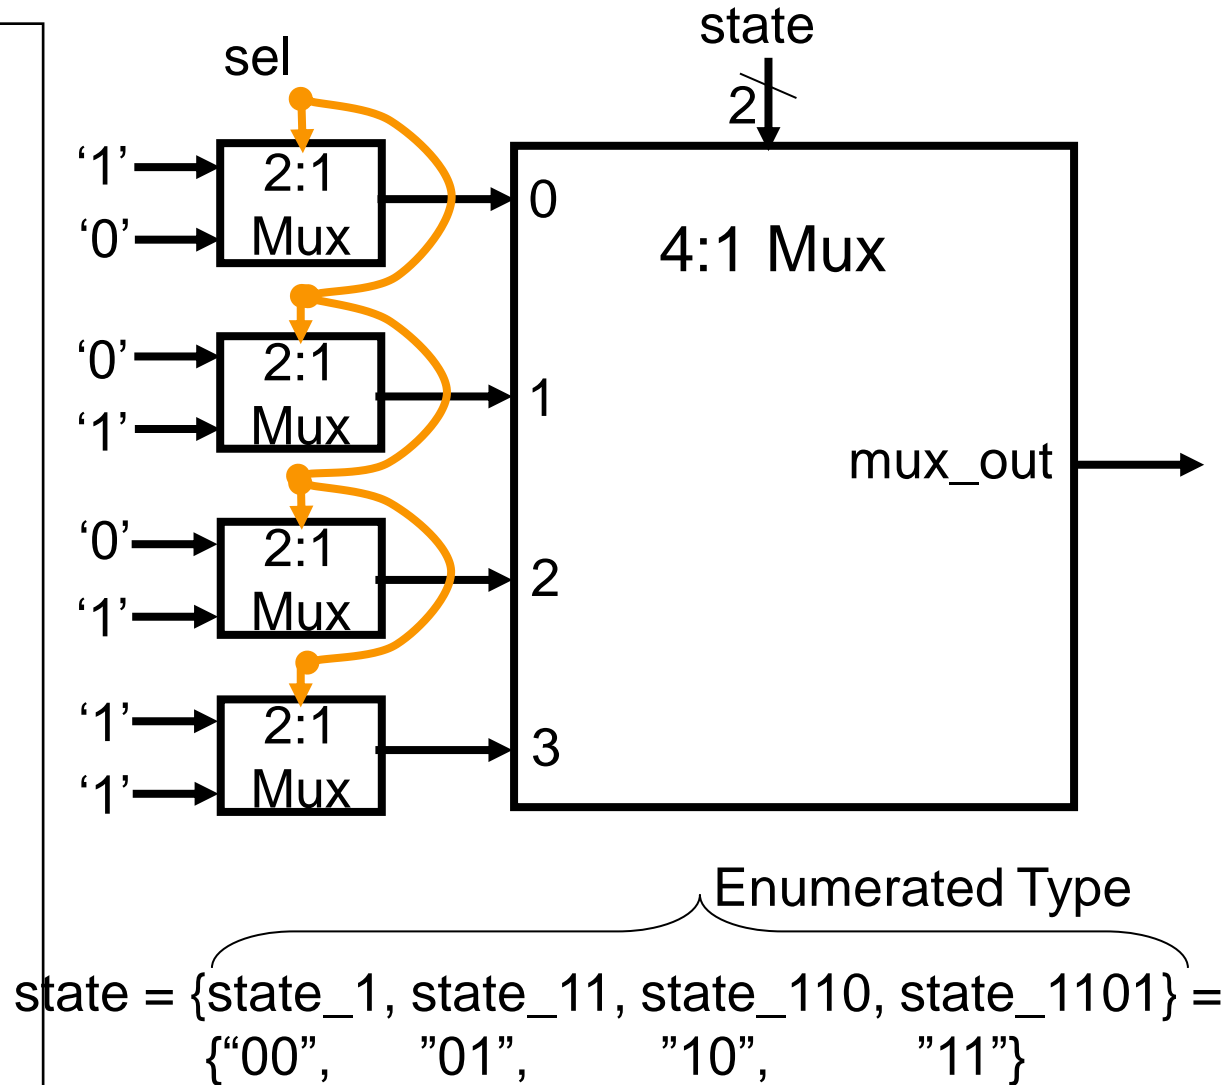 state
sel
2
‘1’
2:1
Mux
‘0’
0
4:1 Mux
‘0’
2:1
Mux
‘1’
1
mux_out
‘0’
2:1
Mux
‘1’
2
‘1’
2:1
Mux
‘1’
3
Enumerated Type
state = {state_1, state_11, state_110, state_1101} =
{“00”, ”01”, ”10”, ”11”}